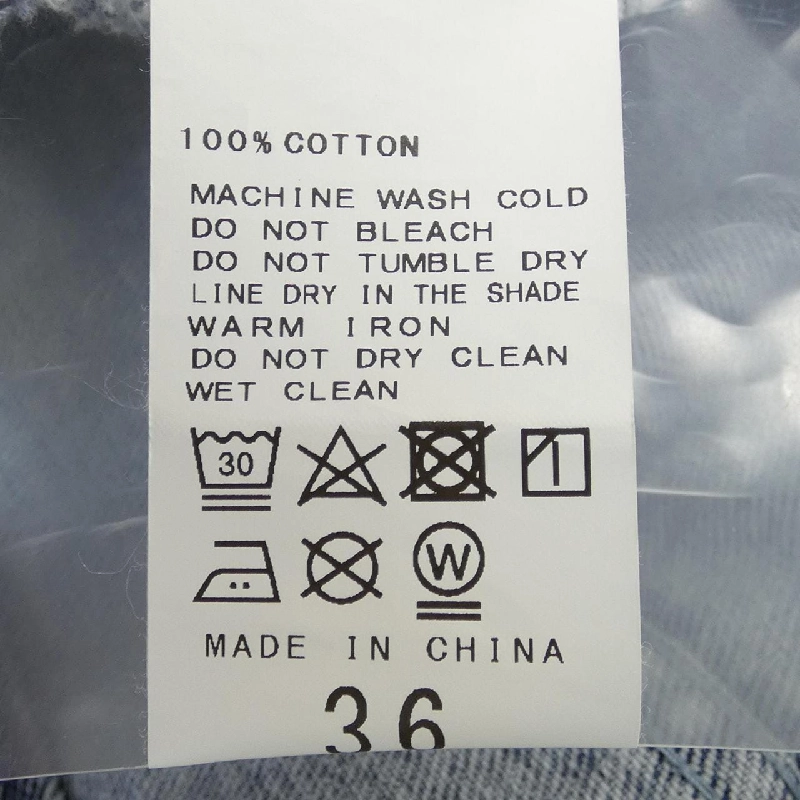 100% COTTON
MACHINE WASH COLD
DO NOT BLEACH
DO NOT TUMBLE DRY
LINE DRY IN THE SHADE
WARM IRON
DO NOT DRY CLEAN
WET CLEAN
30
W
MADE IN CHINA
36